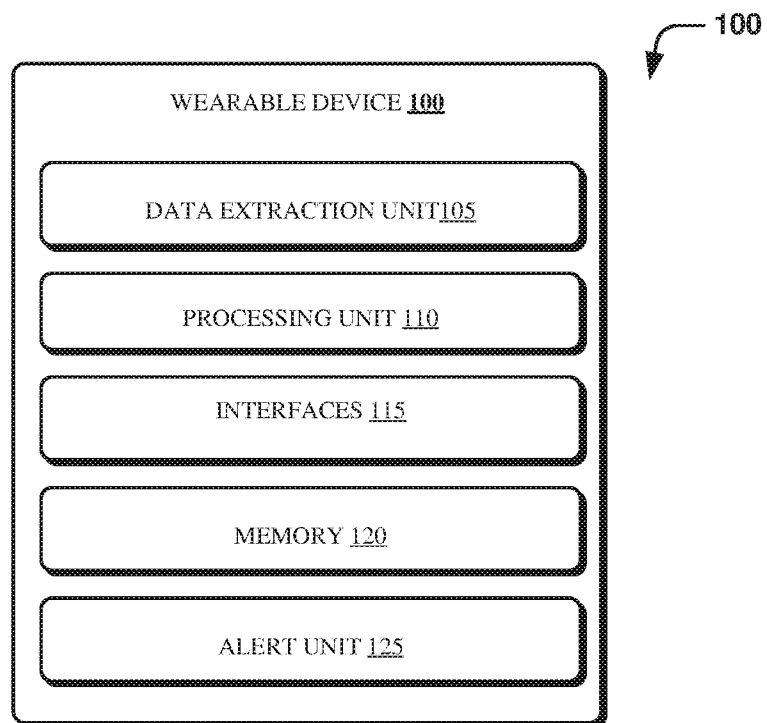 100
WEARABLE DEVICE 100
DATA EXTRACTION UNIT105
PROCESSING UNIT 110
INTERFACES 115
MEMORY 120
ALERT UNIT 125